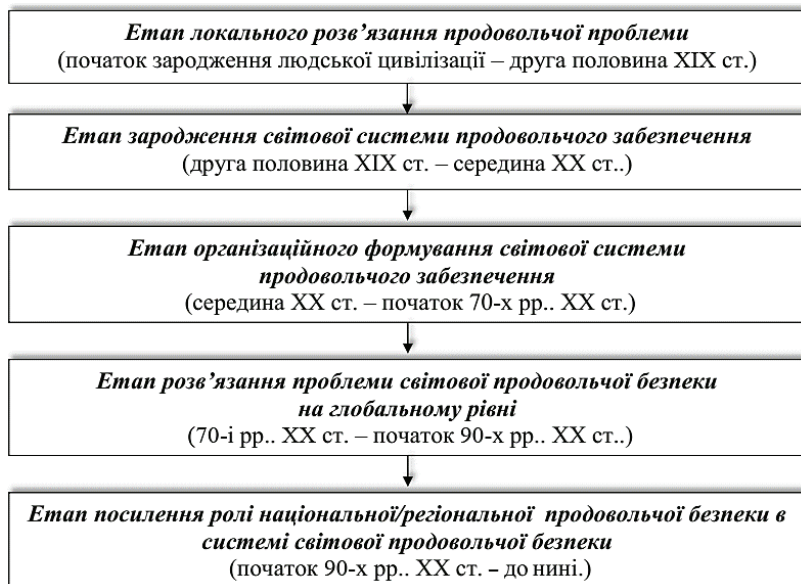 Етап локального розв’язання продовольчої проблеми
(початок зародження людської цивілізації – друга половина XIX ст.)
Етап зародження світової системи продовольчого забезпечення
(друга половина XIX ст. – середина XX ст..)
Етап організаційного формування світової системи
продовольчого забезпечення
(середина XX ст. – початок 70-х рр.. XX ст.)
Етап розв’язання проблеми світової продовольчої безпеки
на глобальному рівні
(70-і рр.. XX ст. – початок 90-х рр.. XX ст..)
Етап посилення ролі національної/регіональної продовольчої безпеки в
системі світової продовольчої безпеки
(початок 90-х рр.. XX ст. – до нині.)